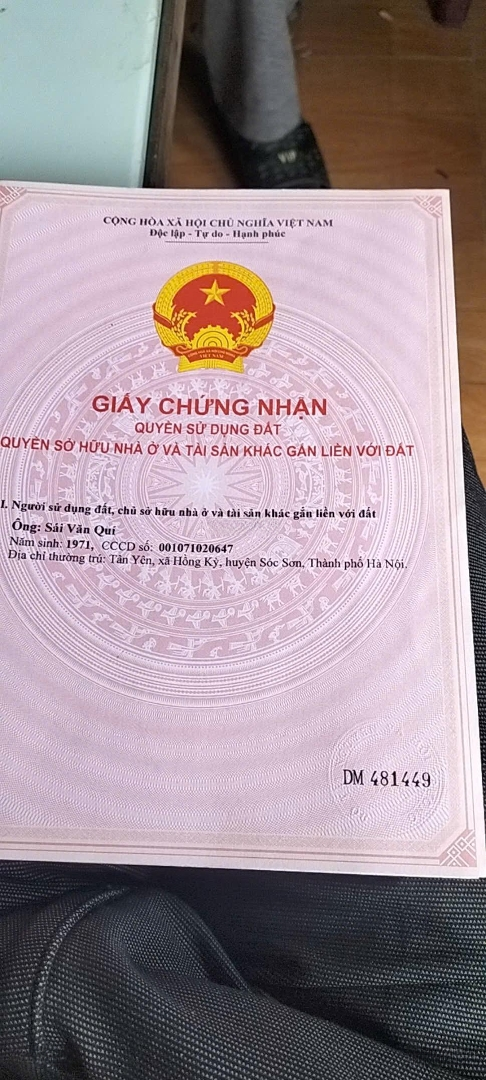 CỘNG HÒA XÃ HỘI CHỦ NGHĨA VIỆT NAM
Độc lập - Tự do - Hạnh phúc
VIỆT NAM
GIẤY CHỨNG NHẬN
QUYỀN SỬ DỤNG ĐẤT
QUYỀN SỞ HỮU NHÀ Ở VÀ TÀI SẢN KHÁC GẮN LIỀN VỚI ĐẤT
I. Người sử dụng đất, chủ sở hữu nhà ở và tài sản khác gắn liền với đất
Ông: Sái Văn Quí
Năm sinh: 1971, CCCD số: 001071020647
Địa chỉ thường trú: Tân Yên, xã Hồng Kỳ, huyện Sóc Sơn, Thành phố Hà Nội.
DM 481449